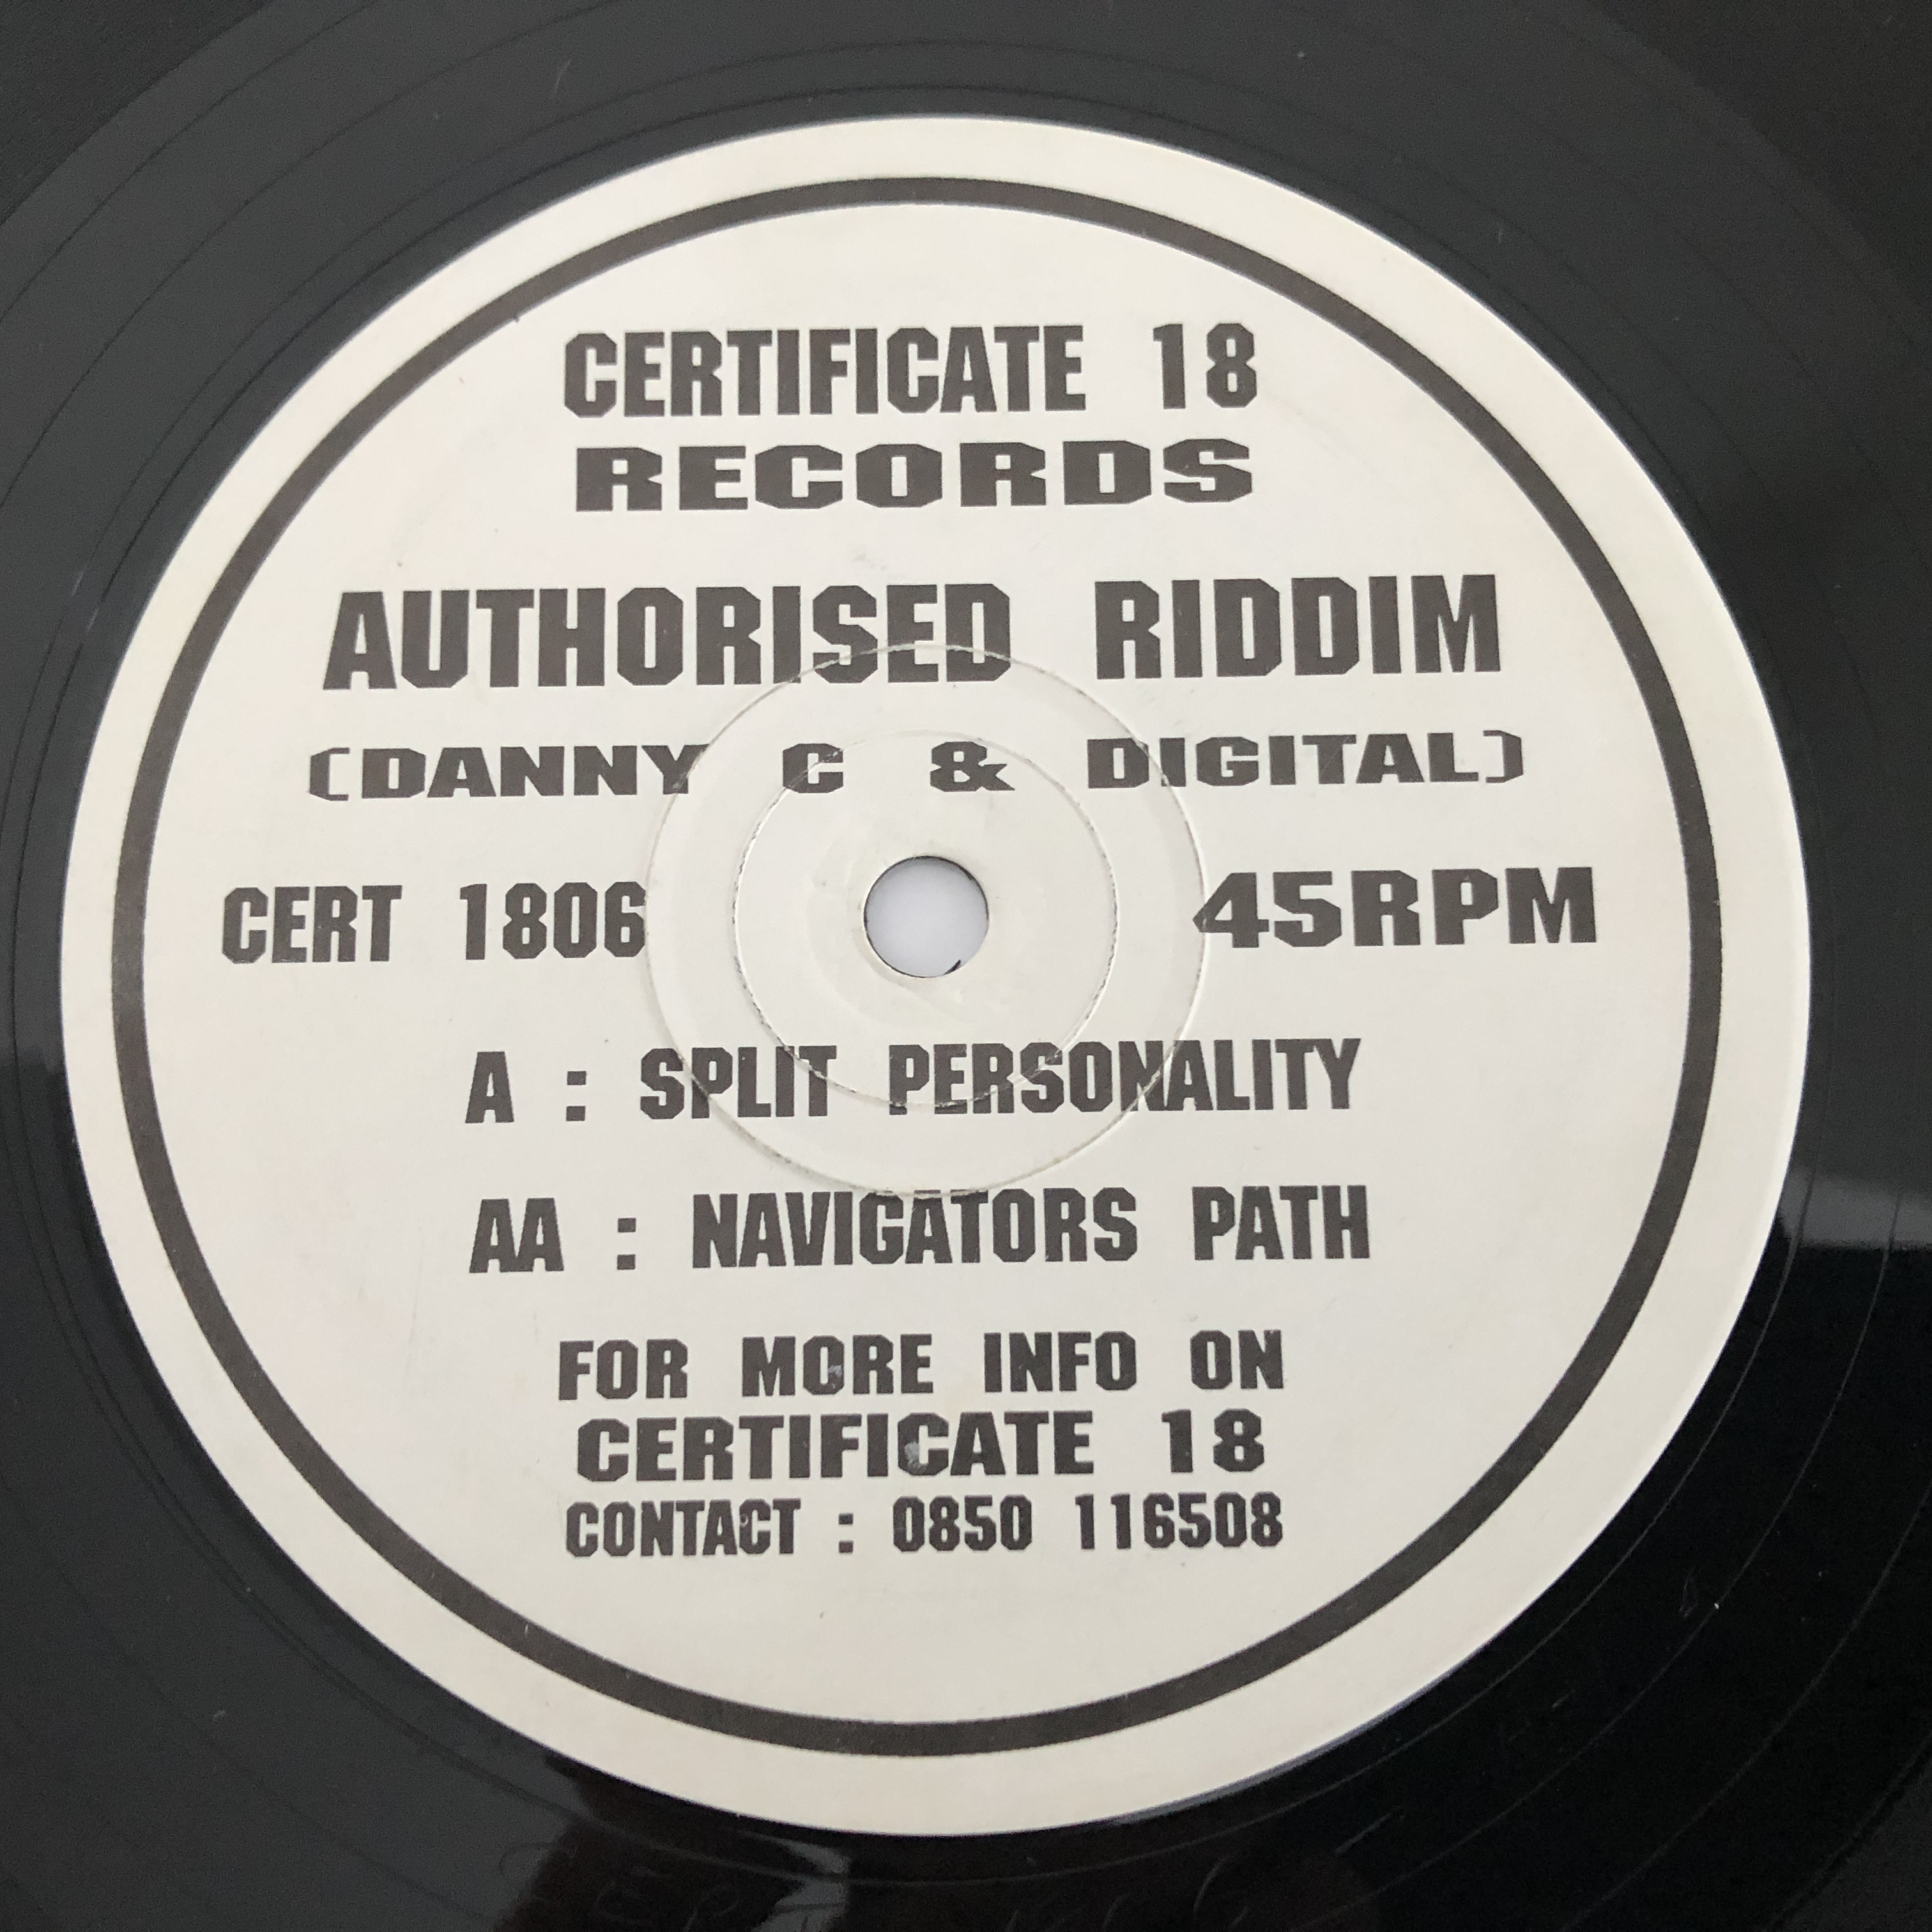 CERTIFICATE 18
RECORDS
AUTHORISED RIDDIM
(DANNY C & DIGITAL)
CERT 1806 45RPM
A : SPLIT PERSONALITY
AA : NAVIGATORS PATH
FOR MORE INFO ON
CERTIFICATE 18
CONTACT : 0850 116508